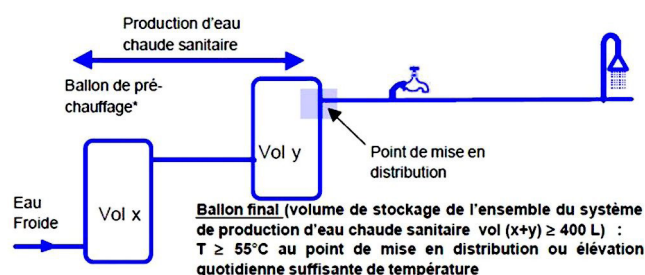 Production d'eau
chaude sanitaire
Ballon de pré-
chauffage*
Vol y
Point de mise en
distribution
Eau
Froide
Vol x
Ballon final (volume de stockage de l'ensemble du système
de production d'eau chaude sanitaire vol (x+y) ≥ 400 L) :
T ≥ 55°C au point de mise en distribution ou élévation
quotidienne suffisante de température